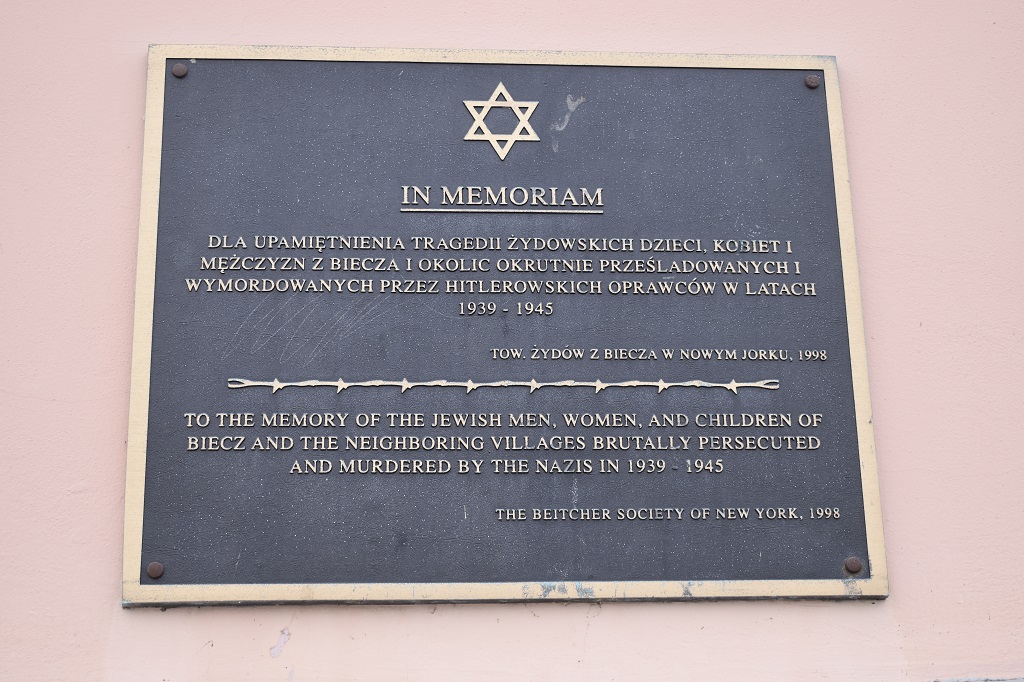 IN MEMORIAM
DLA UPAMIĘTNIENIA TRAGEDII ŻYDOWSKICH DZIECI, KOBIET I
MĘŻCZYZN Z BIECZA I OKOLIC OKRUTNIE PRZEŚLADOWANYCH I
WYMORDOWANYCH PRZEZ HITLEROWSKICH OPRAWCÓW W LATACH
1939 - 1945
TOW. ŻYDÓW Z BIECZA W NOWYM JORKU, 1998
TO THE MEMORY OF THE JEWISH MEN, WOMEN, AND CHILDREN OF
BIECZ AND THE NEIGHBORING VILLAGES BRUTALLY PERSECUTED
AND MURDERED BY THE NAZIS IN 1939 - 1945
THE BEITCHER SOCIETY OF NEW YORK, 1998